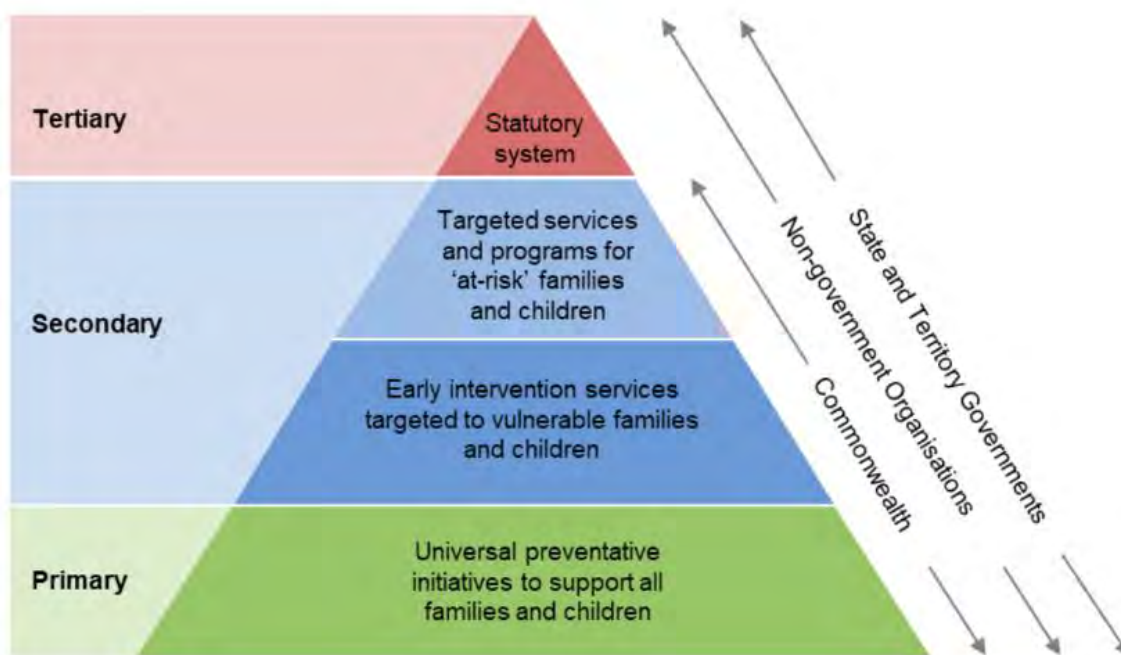 Tertiary
Statutory
system
Targeted services
and programs for
‘at-risk’ families
and children
Secondary
Early intervention services
targeted to vulnerable families
and children
Primary
Universal preventative
initiatives to support all
families and children
Commonwealth
Non-government Organisations
State and Territory Governments